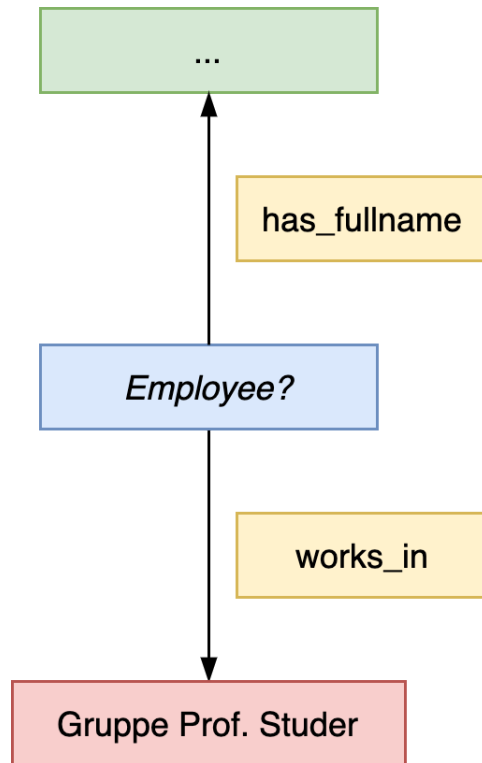 ...
has_fullname
Employee?
works_in
Gruppe Prof. Studer